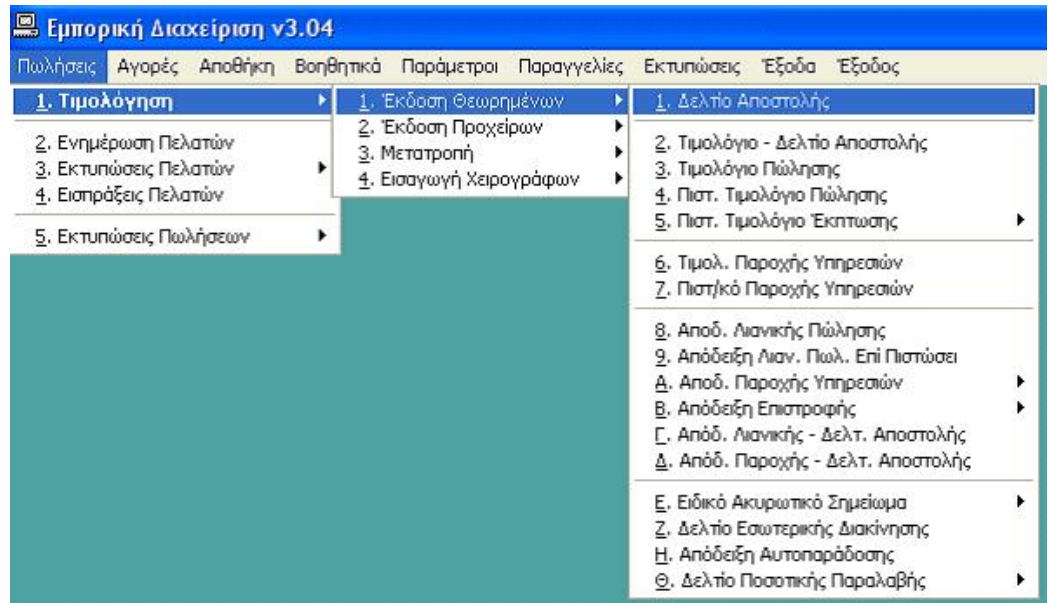 Εμπορική Διαχείριση v3.04
Πωλήσεις Αγορές Αποθήκη Βοηθητικά Παράμετροι Παραγγελίες Εκτυπώσεις Έξοδα Έξοδος
1. Τιμολόγηση
2. Ενημέρωση Πελατών
3. Εκτυπώσεις Πελατών
4. Εισπράξεις Πελατών
5. Εκτυπώσεις Πωλήσεων
1. Έκδοση Θεωρημένων
2. Έκδοση Προχείρων
3. Μετατροπή
4. Εισαγωγή Χειρογράφων
1. Δελτίο Αποστολής
2. Τιμολόγιο - Δελτίο Αποστολής
3. Τιμολόγιο Πώλησης
4. Πιστ. Τιμολόγιο Πώλησης
5. Πιστ. Τιμολόγιο Έκπτωσης
6. Τιμολ. Παροχής Υπηρεσιών
7. Πιστ/κό Παροχής Υπηρεσιών
8. Αποδ. Λιανικής Πώλησης
9. Απόδειξη Λιαν. Πωλ. Επί Πιστώσει
Α. Αποδ. Παροχής Υπηρεσιών
Β. Απόδειξη Επιστροφής
Γ. Απόδ. Λιανικής - Δελτ. Αποστολής
Δ. Απόδ. Παροχής - Δελτ. Αποστολής
Ε. Ειδικό Ακυρωτικό Σημείωμα
Ζ. Δελτίο Εσωτερικής Διακίνησης
Η. Απόδειξη Αυτοπαράδοσης
Θ. Δελτίο Ποσοτικής Παραλαβής